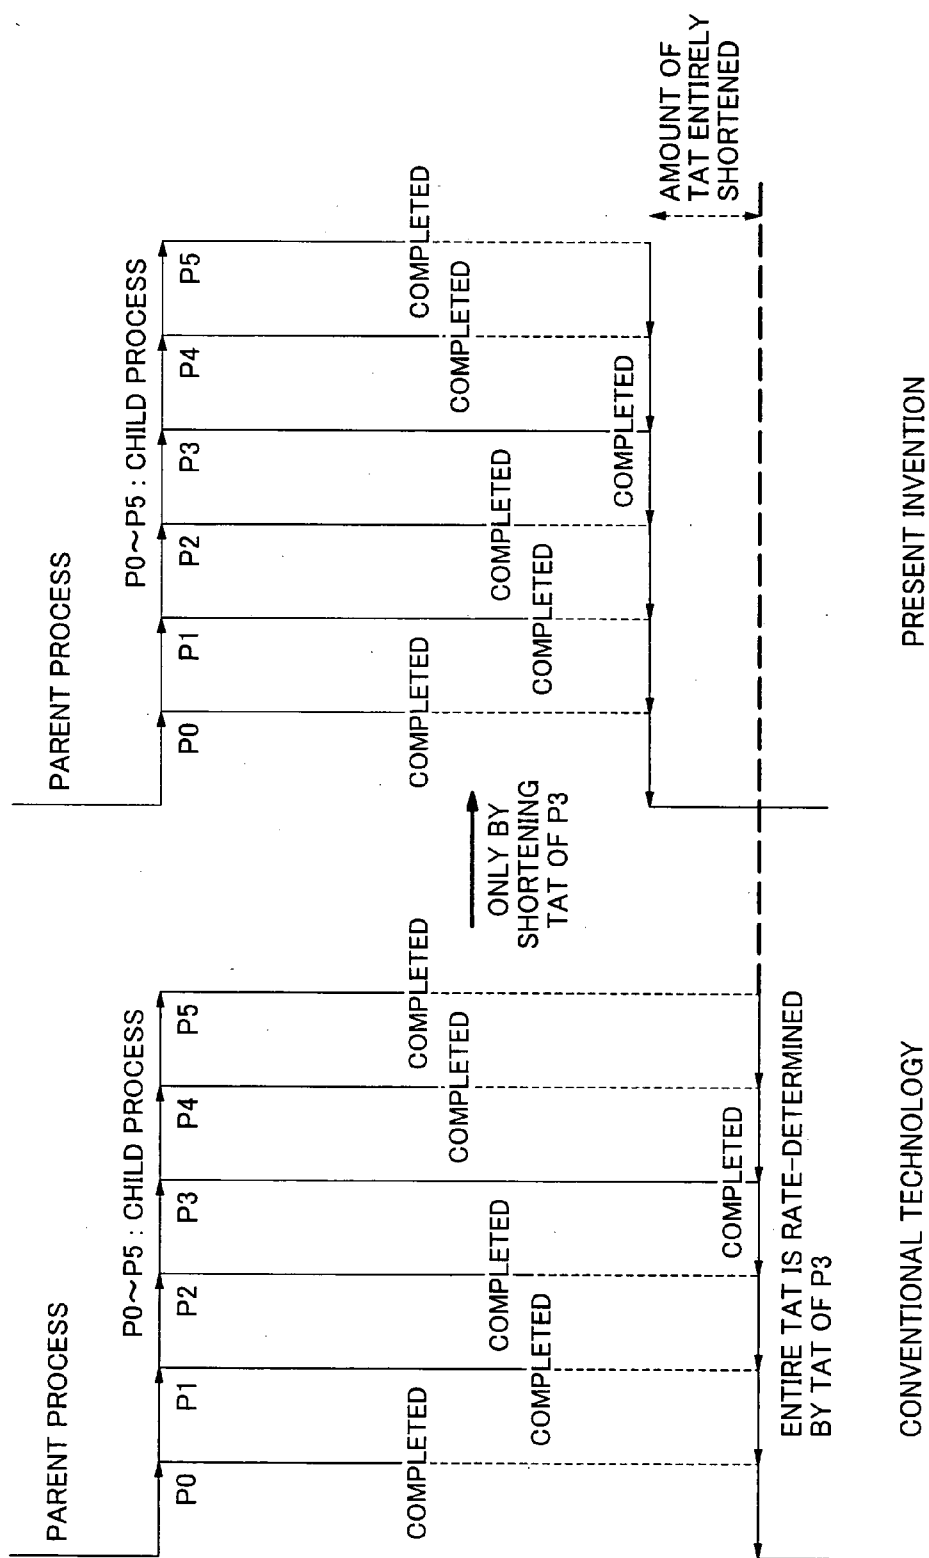 PARENT PROCESS
P0~P5 : CHILD PROCESS
P0
P1
P2
P3
P4
P5
COMPLETED
COMPLETED
COMPLETED
COMPLETED
COMPLETED
COMPLETED
ENTIRE TAT IS RATE-DETERMINED
BY TAT OF P3
CONVENTIONAL TECHNOLOGY
ONLY BY
SHORTENING
TAT OF P3
PARENT PROCESS
P0~P5 : CHILD PROCESS
P0
P1
P2
P3
P4
P5
COMPLETED
COMPLETED
COMPLETED
COMPLETED
COMPLETED
COMPLETED
AMOUNT OF
TAT ENTIRELY
SHORTENED
PRESENT INVENTION